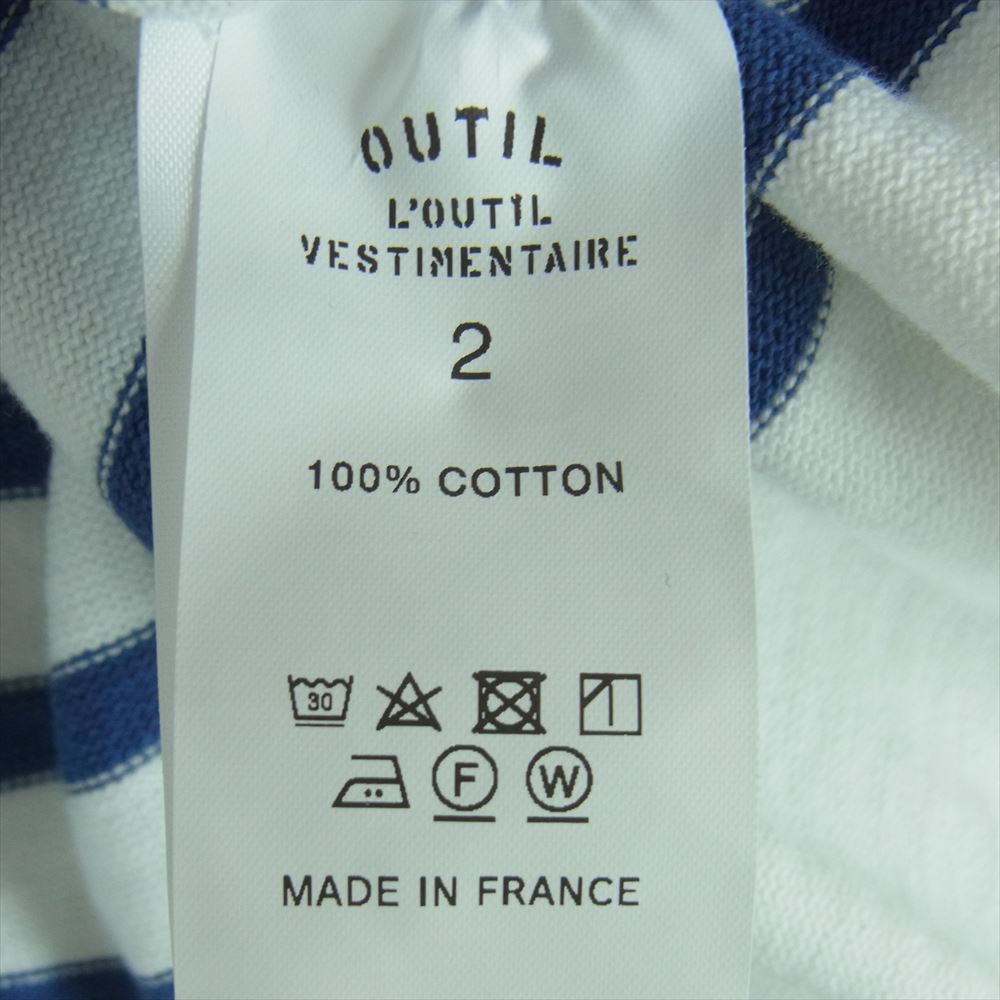 OUTIL
L'OUTIL
VESTIMENTAIRE
2
100% COTTON
30
F W
MADE IN FRANCE